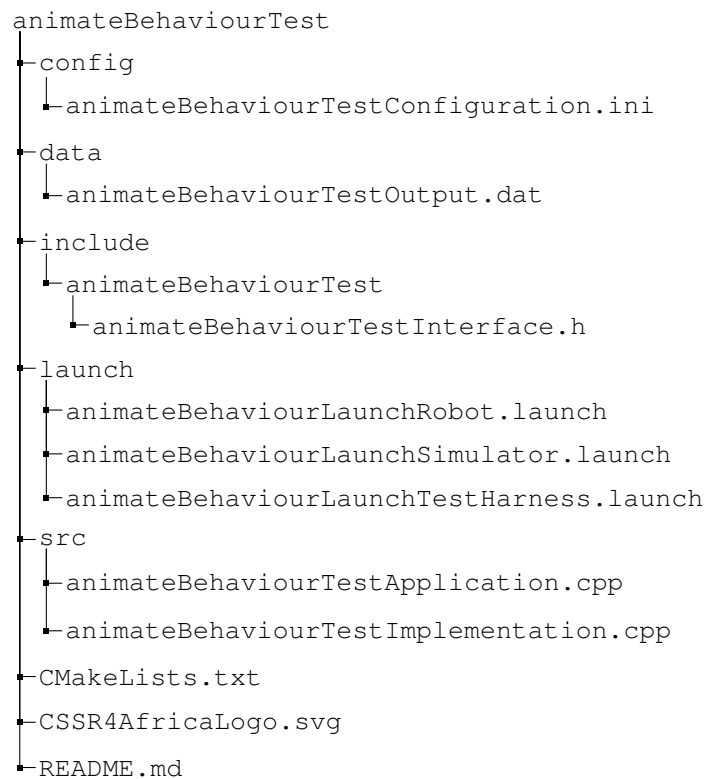 animateBehaviourTest
config
animateBehaviourTestConfiguration.ini
data
animateBehaviourTestOutput.dat
include
animateBehaviourTest
animateBehaviourTestInterface.h
launch
animateBehaviourLaunchRobot.launch
animateBehaviourLaunchSimulator.launch
animateBehaviourLaunchTestHarness.launch
src
animateBehaviourTestApplication.cpp
animateBehaviourTestImplementation.cpp
CMakeLists.txt
CSSR4AfricaLogo.svg
README.md